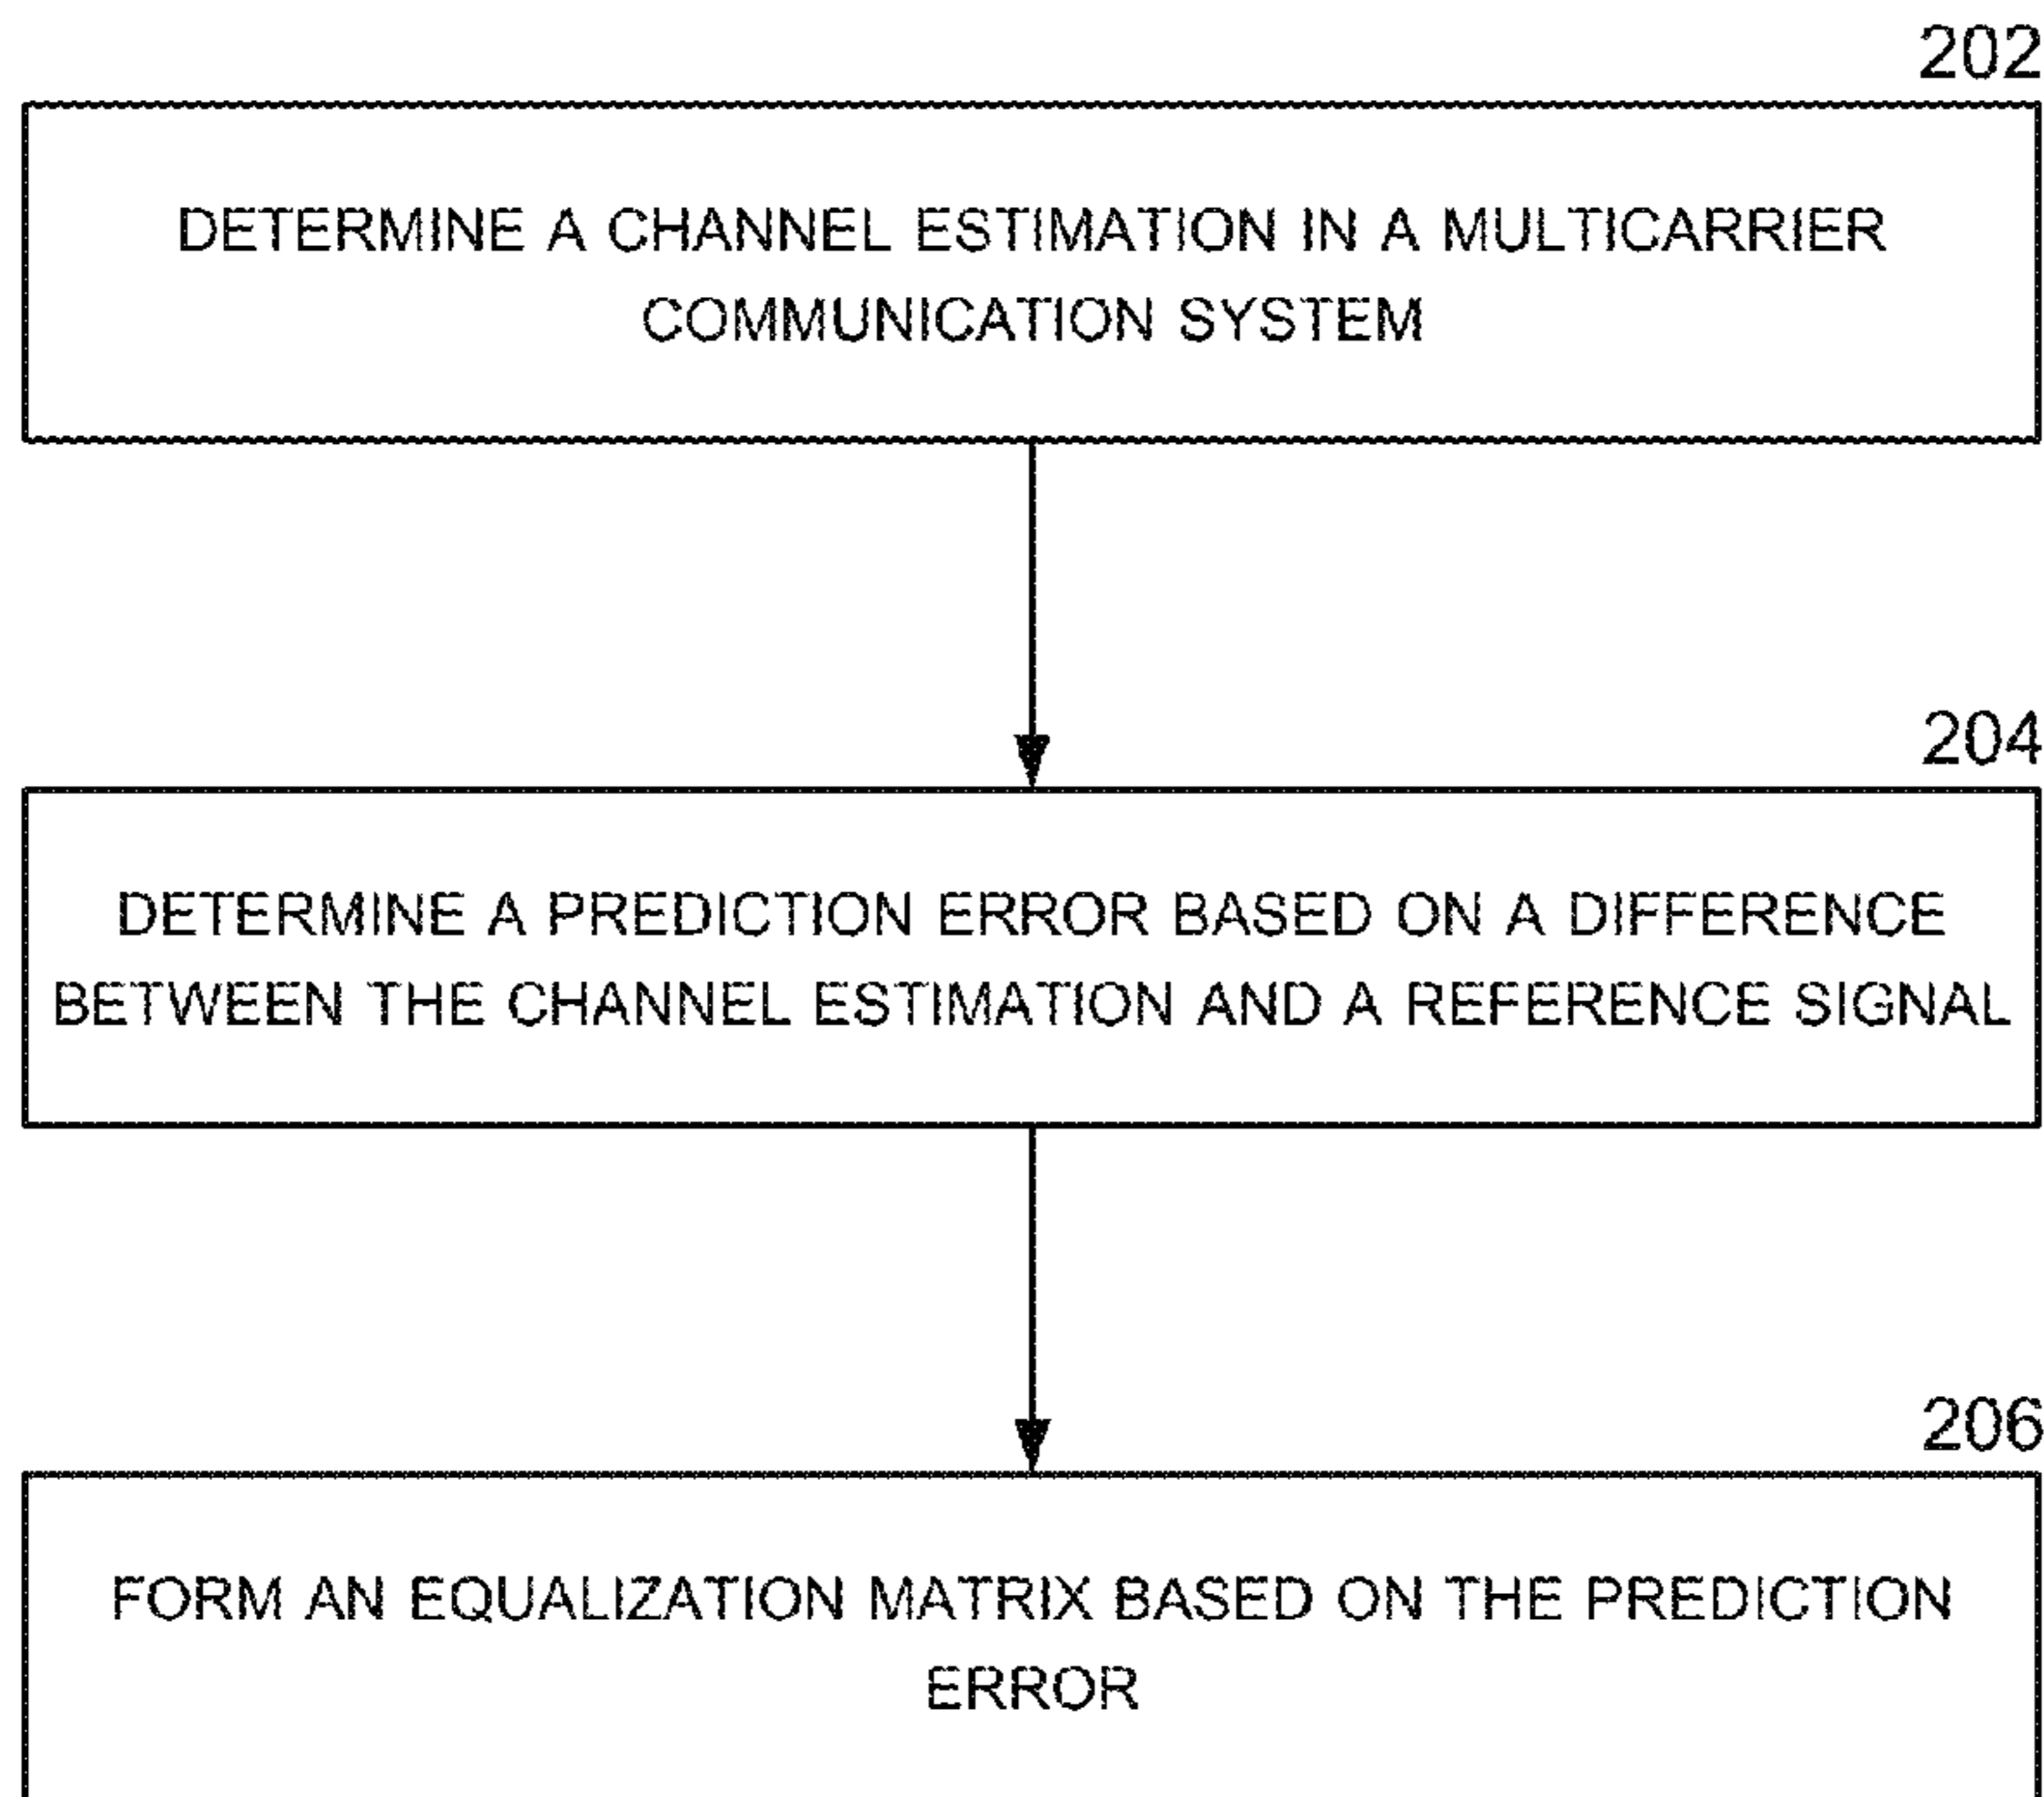 202
DETERMINE A CHANNEL ESTIMATION IN A MULTICARRIER
COMMUNICATION SYSTEM
204
DETERMINE A PREDICTION ERROR BASED ON A DIFFERENCE
BETWEEN THE CHANNEL ESTIMATION AND A REFERENCE SIGNAL
206
FORM AN EQUALIZATION MATRIX BASED ON THE PREDICTION
ERROR